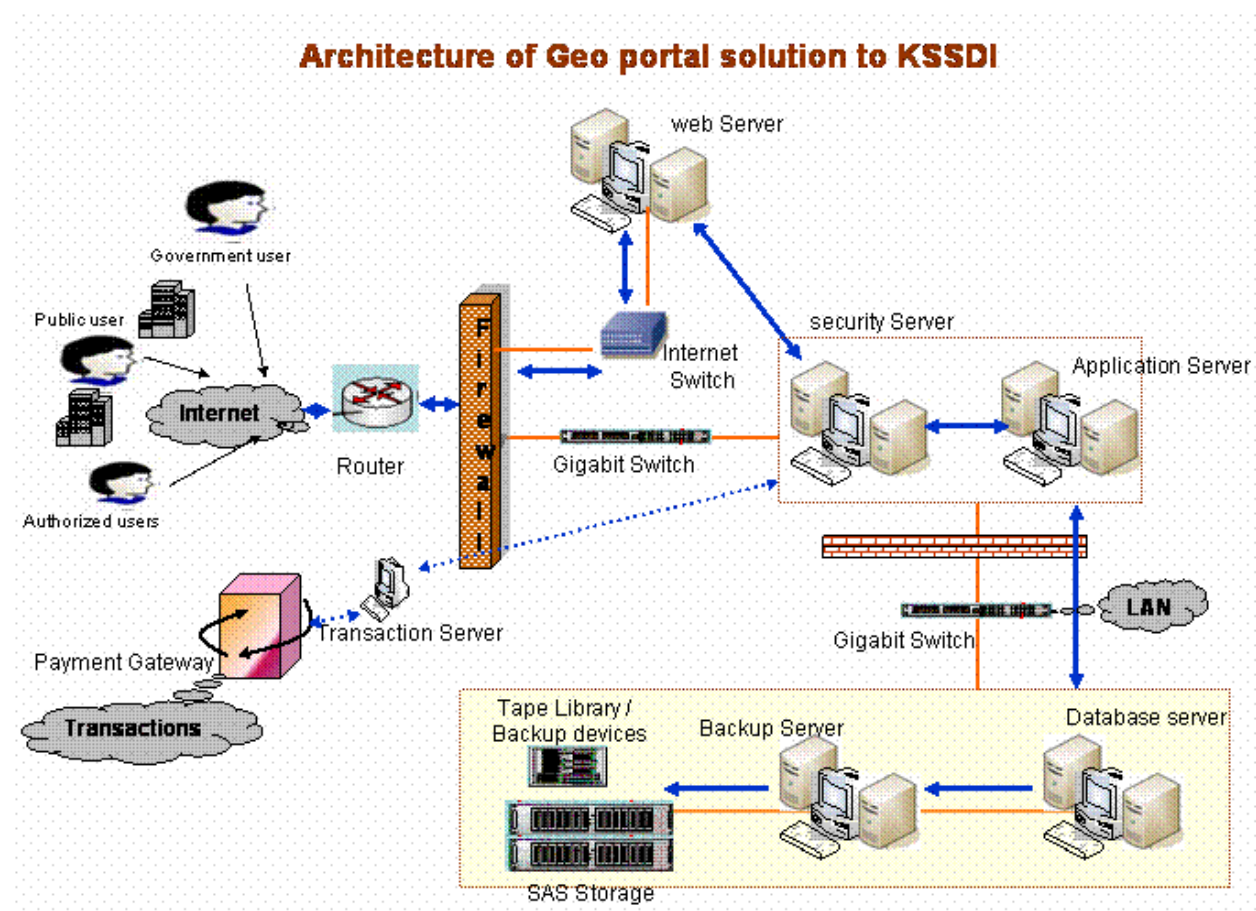 Architecture of Geo portal solution to KSSDI
web Server
Government user
Public user
security Server
Internet
Switch
Application Server
Internet
Firewall
Router
Gigabit Switch
Authorized users
LAN
Transaction Server
Gigabit Switch
Payment Gateway
Transactions
Tape Library /
Backup devices
Backup Server
Database server
SAS Storage